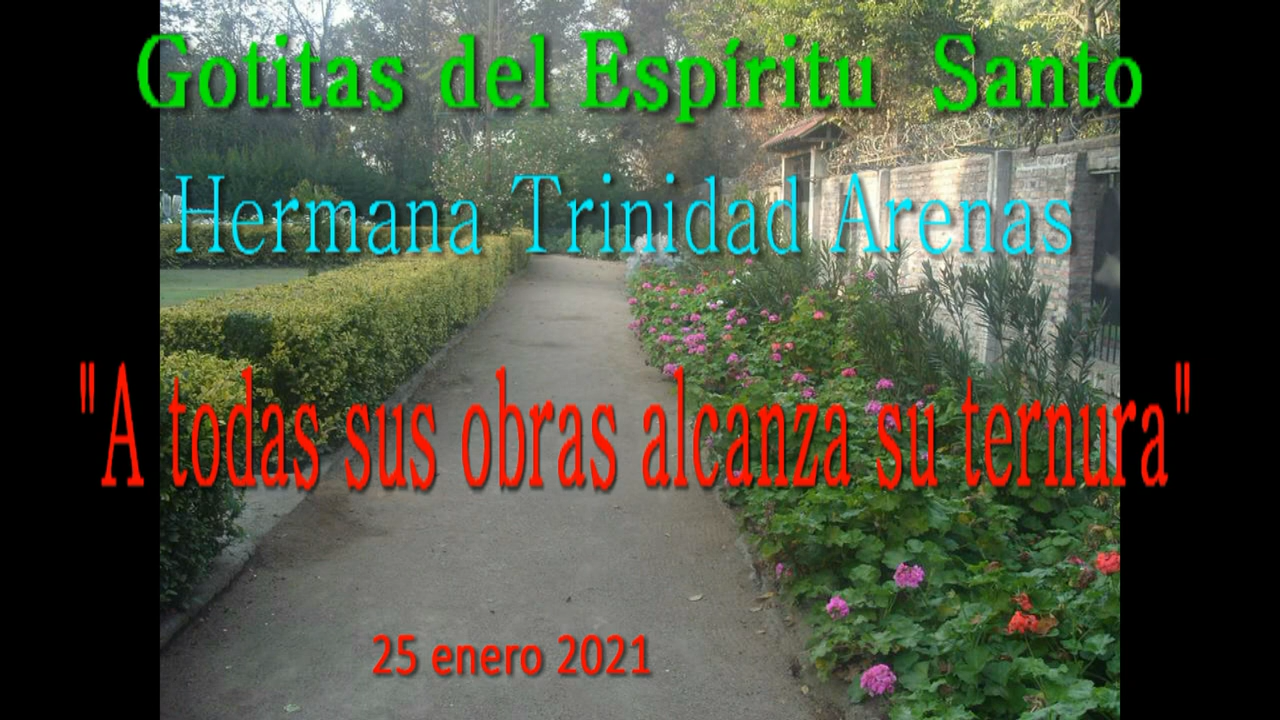 Gotitas del Espíritu Santo
Hermana Trinidad Arenas
"A todas sus obras alcanza su ternura"
25 enero 2021